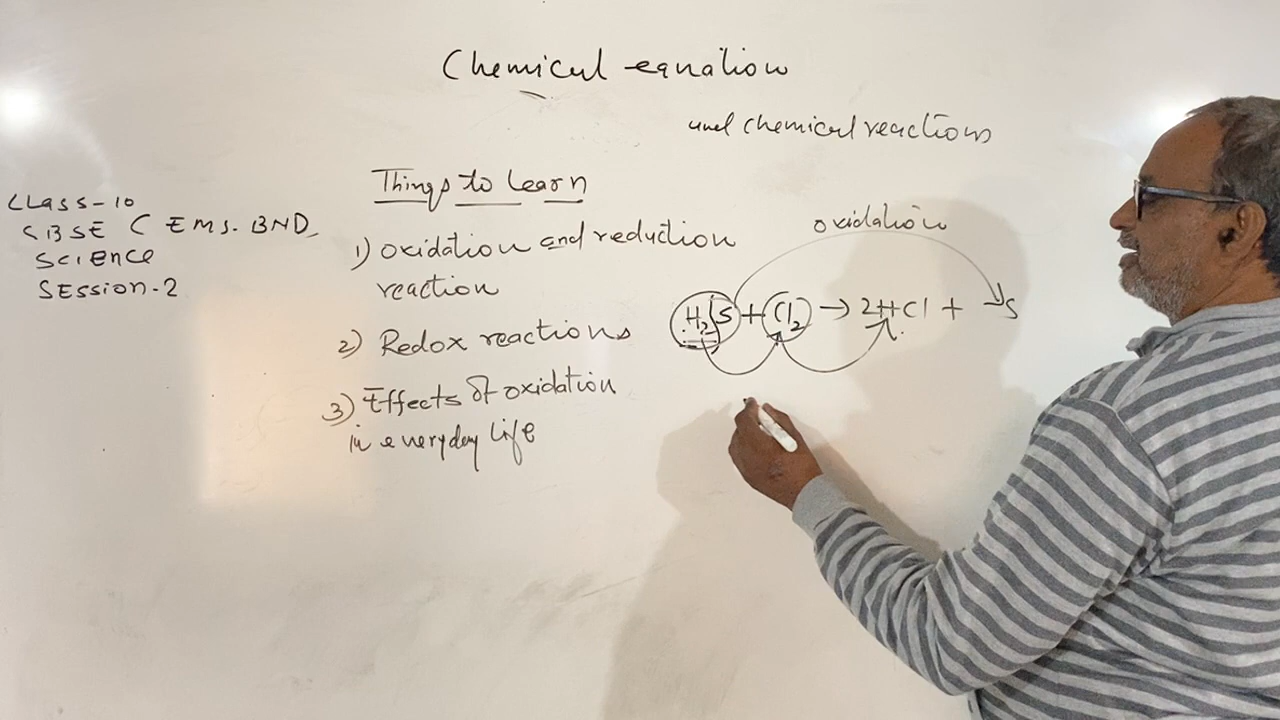 Chemical equation
and chemical reactions
Class-10
CBSE ( EMS. BND
Science
Session-2
Things to Learn
1) oxidation and reduction
reaction
2) Redox reactions
3) Effects of oxidation
in everyday life
oxidation
H₂S + Cl₂ → 2HCl + S